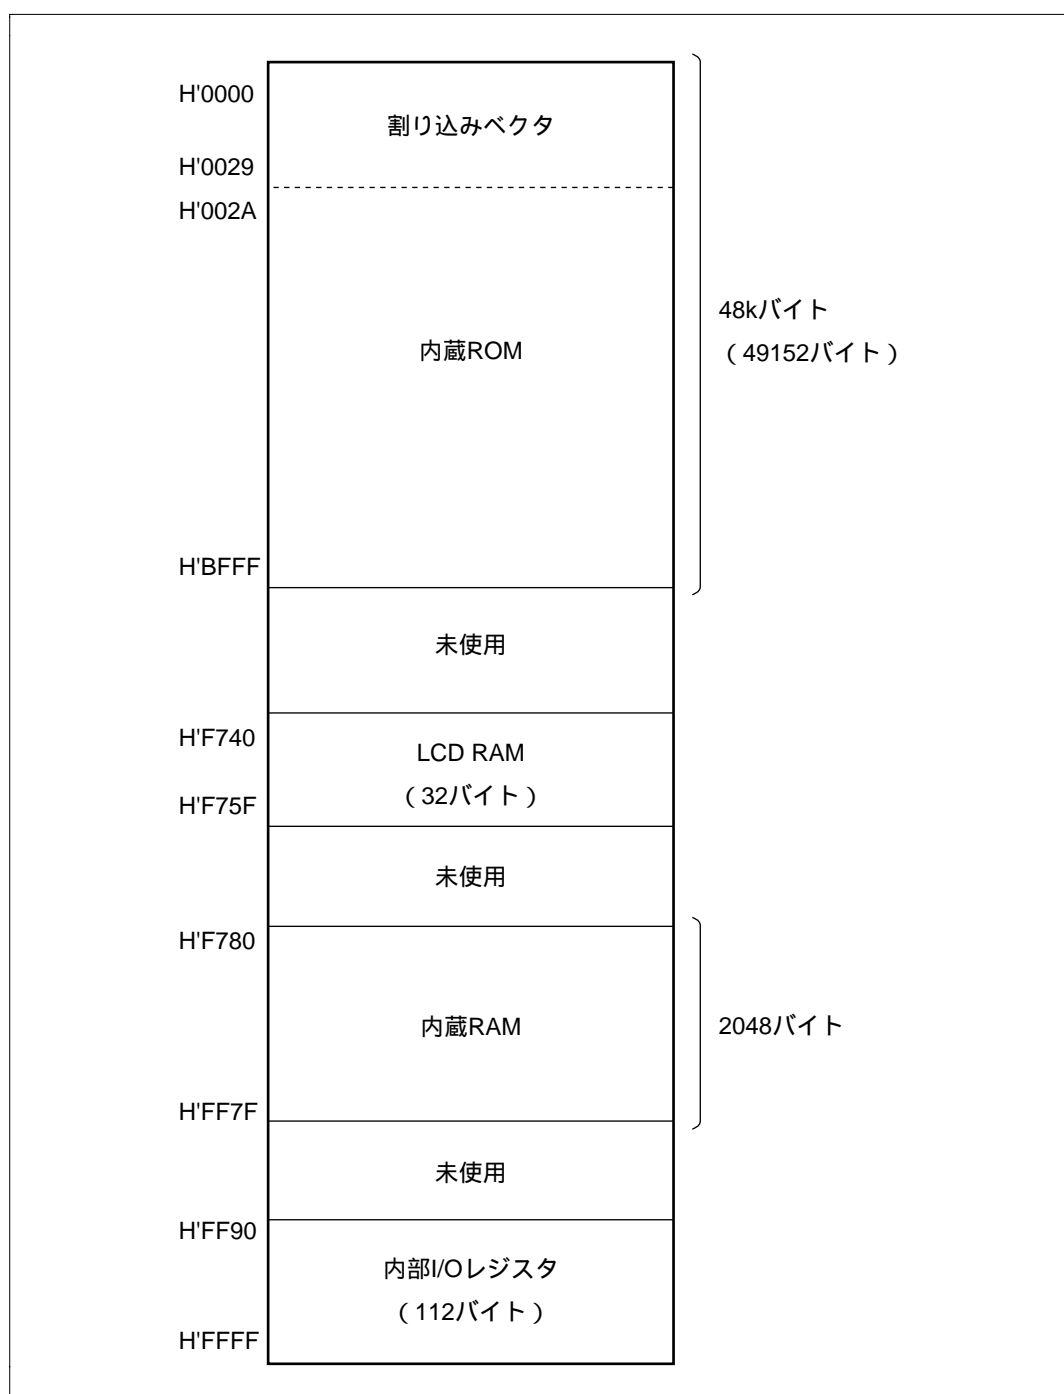 H'0000
割り込みベクタ
H'0029
H'002A
48kバイト
（49152バイト）
内蔵ROM
H'BFFF
未使用
H'F740
LCD RAM
（32バイト）
H'F75F
未使用
H'F780
内蔵RAM
2048バイト
H'FF7F
未使用
H'FF90
内部I/Oレジスタ
（112バイト）
H'FFFF